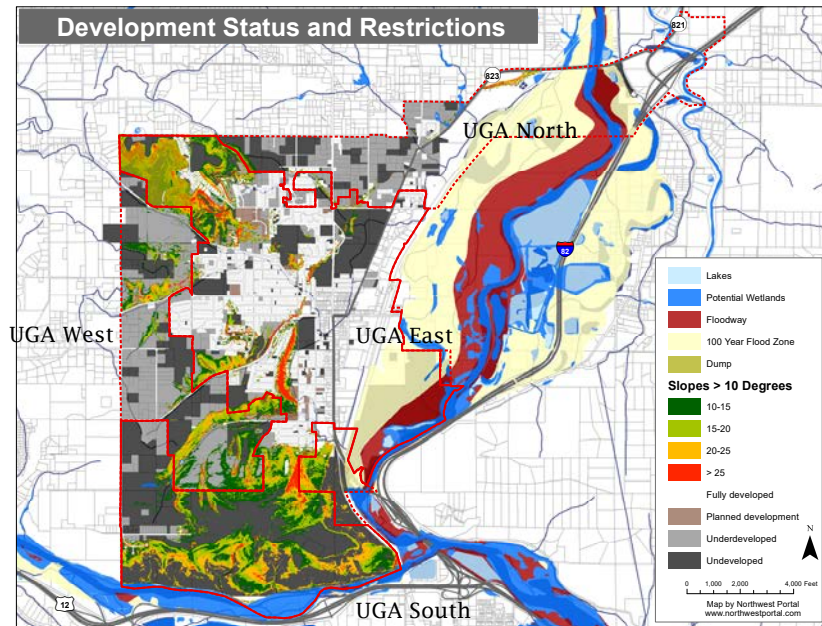 Development Status and Restrictions
821
823
UGA North
82
UGA West
UGA East
Lakes
Potential Wetlands
Floodway
100 Year Flood Zone
Dump
Slopes > 10 Degrees
10-15
15-20
20-25
> 25
Fully developed
Planned development
Underdeveloped
Undeveloped
N
0 1,000 2,000 4,000 Feet
Map by Northwest Portal
www.northwestportal.com
12
UGA South